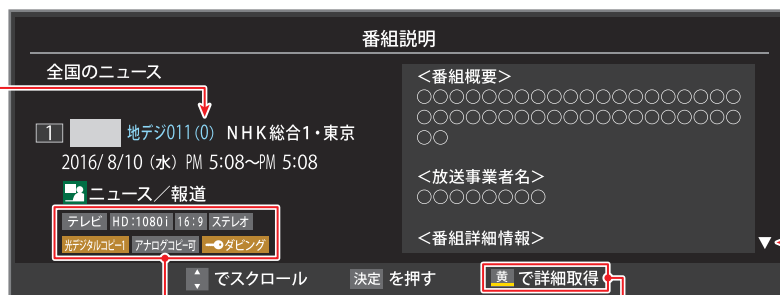 番組説明
全国のニュース
1 地デジ011(0) NHK総合1・東京
2016/ 8/10 (水) PM 5:08~PM 5:08
ニュース/報道
テレビ HD:1080i 16:9 ステレオ
光デジタルコピー1 アナログコピー可 ダビング
<番組概要>
○○○○○○○○○○○○○○○○○○○
○○○○○○○○○○○○○○○○○○○
○○
<放送事業者名>
○○○○○○○○
<番組詳細情報>
でスクロール 決定 を押す 黄 で詳細取得